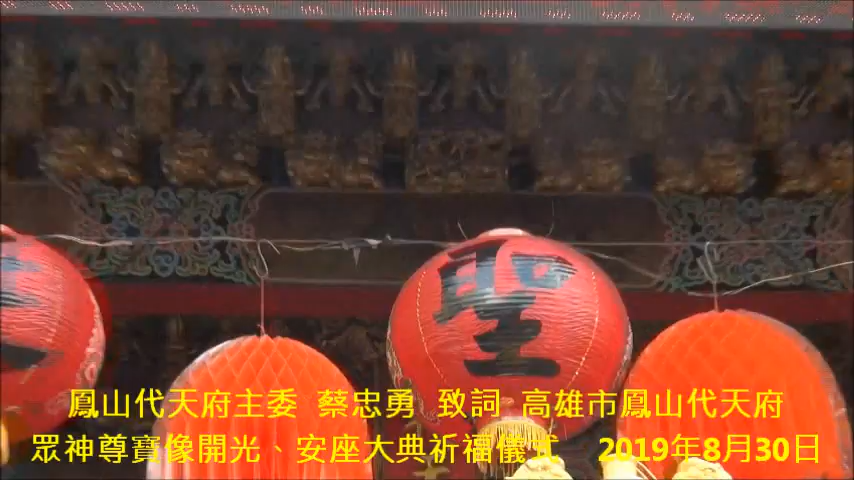 聖
鳳山代天府主委 蔡忠勇 致詞 高雄市鳳山代天府
眾神尊寶像開光、安座大典祈福儀式 2019年8月30日